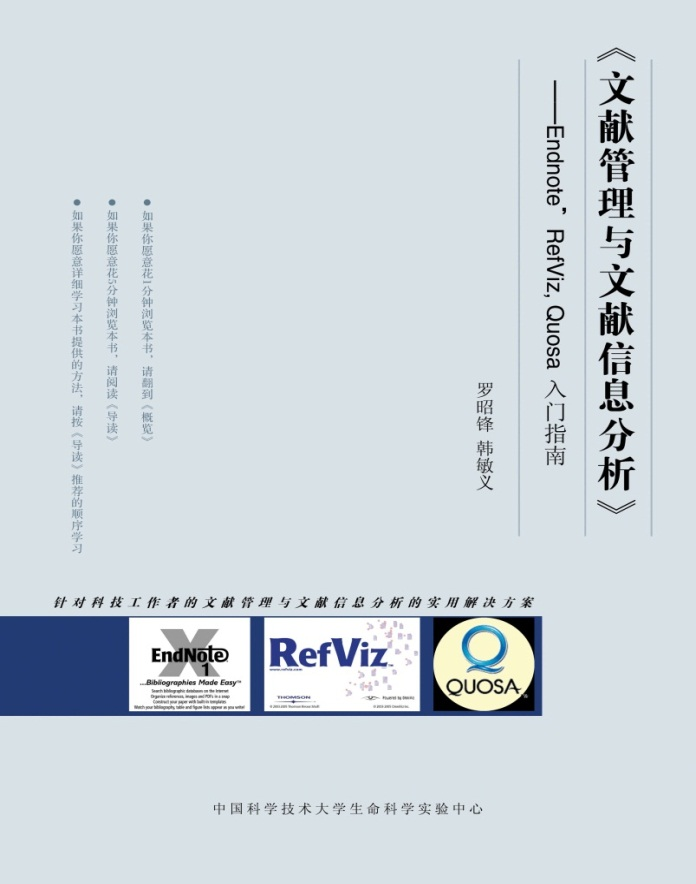 《文献管理与文献信息分析》
——Endnote, RefViz, Quosa 入门指南
罗昭锋 韩敏义
●如果你愿意花1分钟浏览本书，请翻到《概览》
●如果你愿意花5分钟浏览本书，请阅读《导读》
●如果你愿意详细学习本书提供的方法，请按《导读》推荐的顺序学习
针对科技工作者的文献管理与文献信息分析的实用解决方案
X
EndNote®
1
...Bibliographies Made Easy™
Search bibliographic databases on the Internet
Organize references, images and PDFs in a snap
Construct your paper with built-in templates
Watch your bibliography, table and figure lists appear as you write!
RefViz™
www.refviz.com
THOMSON
Powered by OmniViz
QUOSA®
中国科学技术大学生命科学实验中心